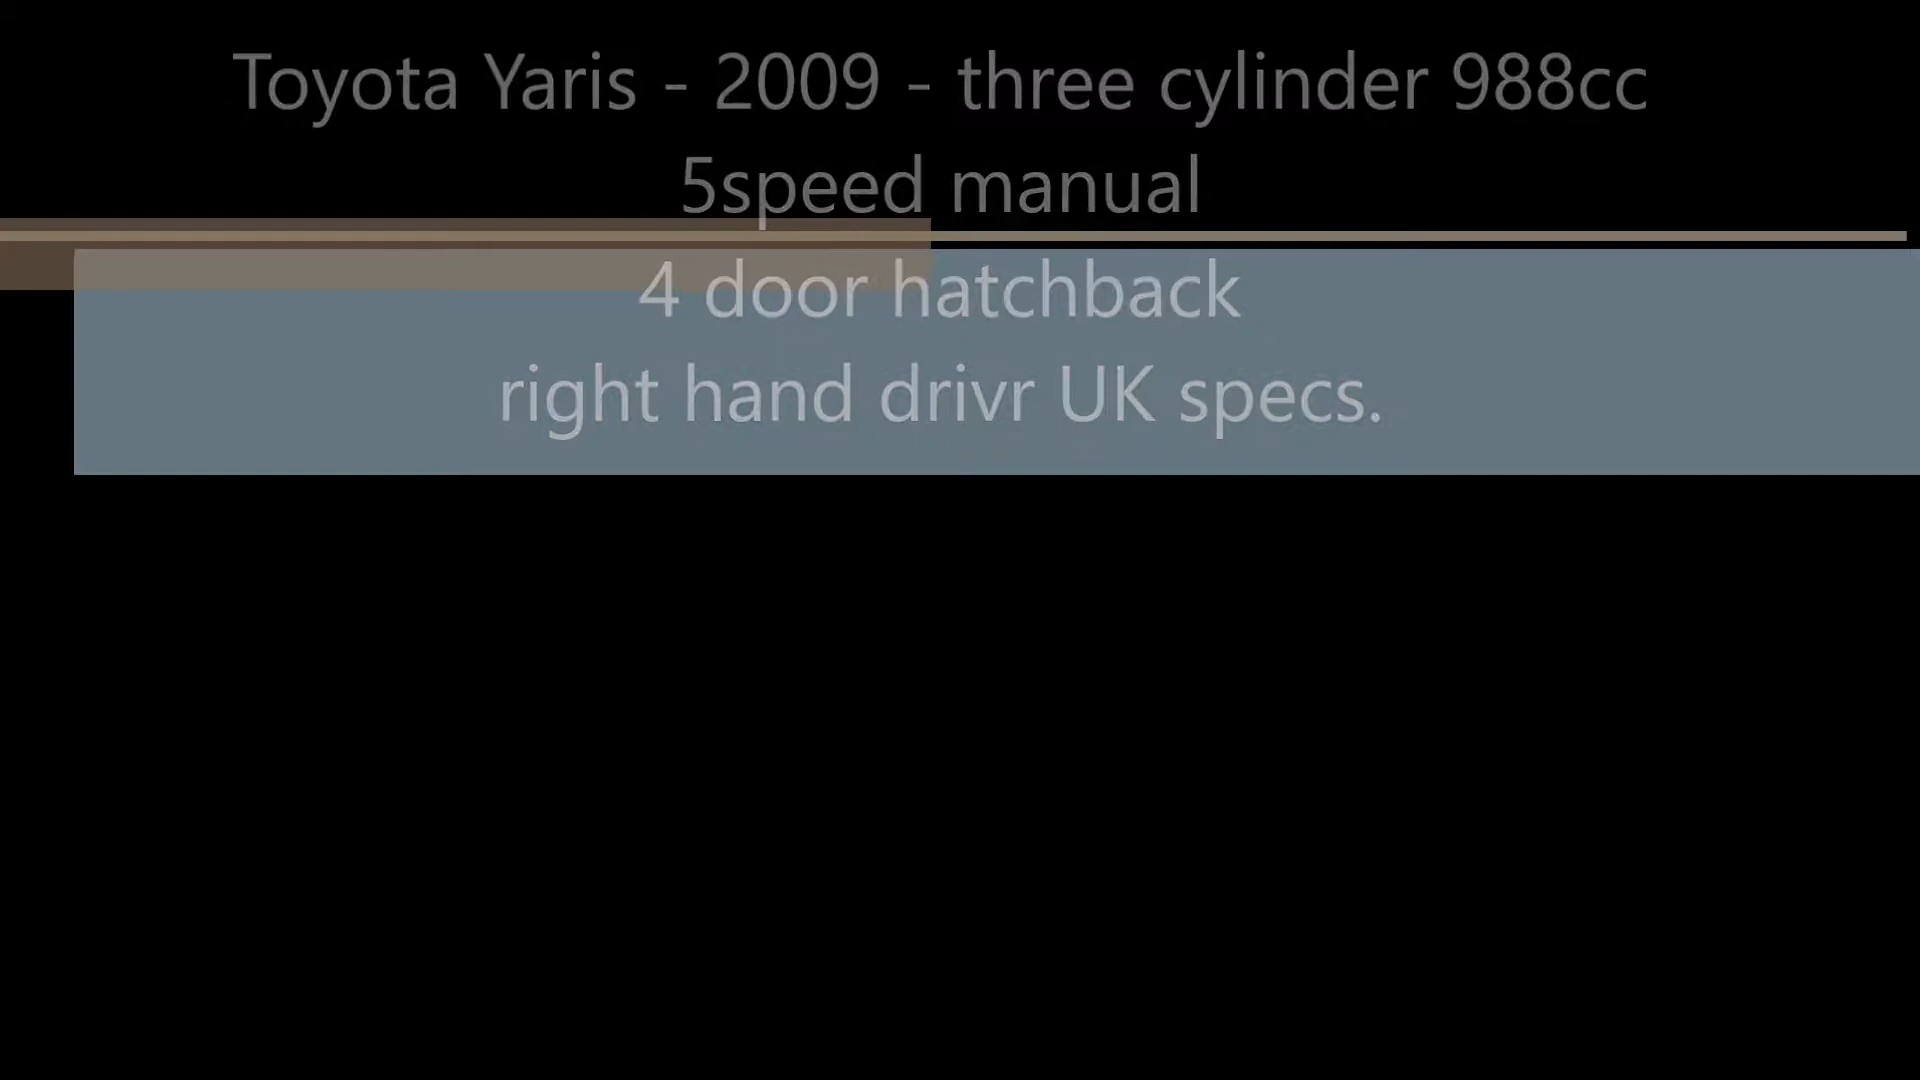 Toyota Yaris - 2009 - three cylinder 988cc
5speed manual
4 door hatchback
right hand drivr UK specs.